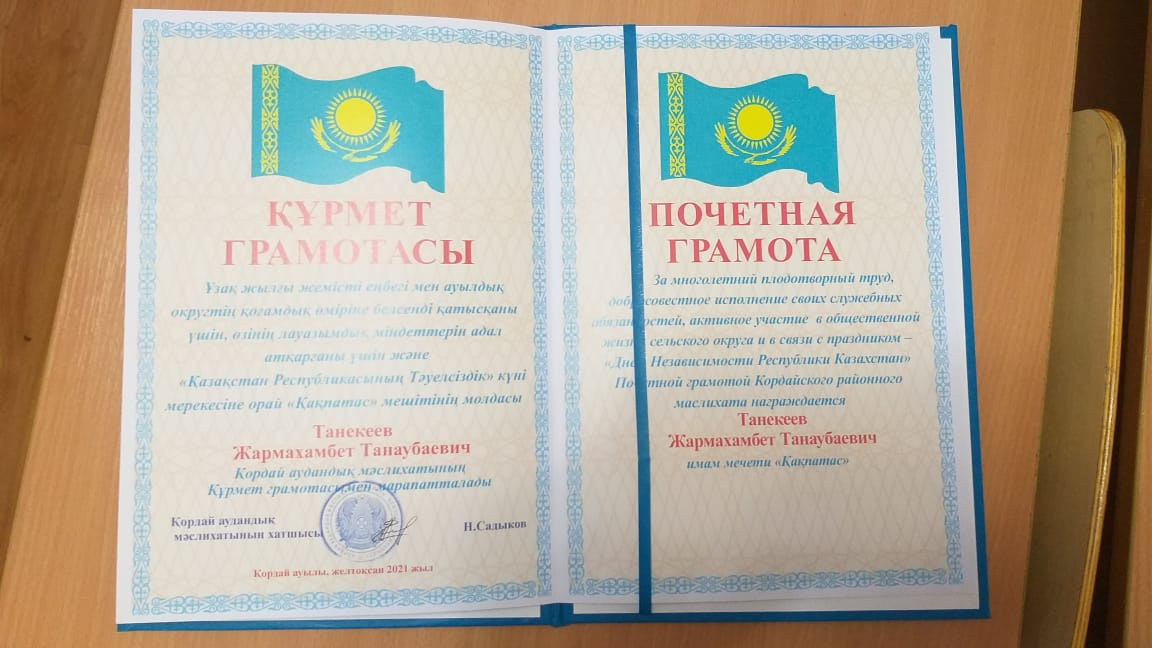 ҚҰРМЕТ
ГРАМОТАСЫ
Ұзақ жылғы жемісті еңбегі мен ауылдық
округтің қоғамдық өміріне белсенді қатысқаны
үшін, өзінің лауазымдық міндеттерін адал
атқарғаны үшін және
«Қазақстан Республикасының Тәуелсіздік» күні
мерекесіне орай «Қақпатас» мешітінің молдасы
Танекеев
Жармахамбет Танаубаевич
Қордай аудандық мәслихатының
Құрмет грамотасымен марапатталады
Қордай аудандық
мәслихатының хатшысы
Н.Садыков
Қордай ауылы, желтоқсан 2021 жыл
ПОЧЕТНАЯ
ГРАМОТА
За многолетний плодотворный труд,
добросовестное исполнение своих служебных
обязанностей, активное участие в общественной
жизни сельского округа и в связи с праздником –
«Днем Независимости Республики Казахстан»
Почетной грамотой Кордайского районного
маслихата награждается
Танекеев
Жармахамбет Танаубаевич
имам мечети «Қақпатас»